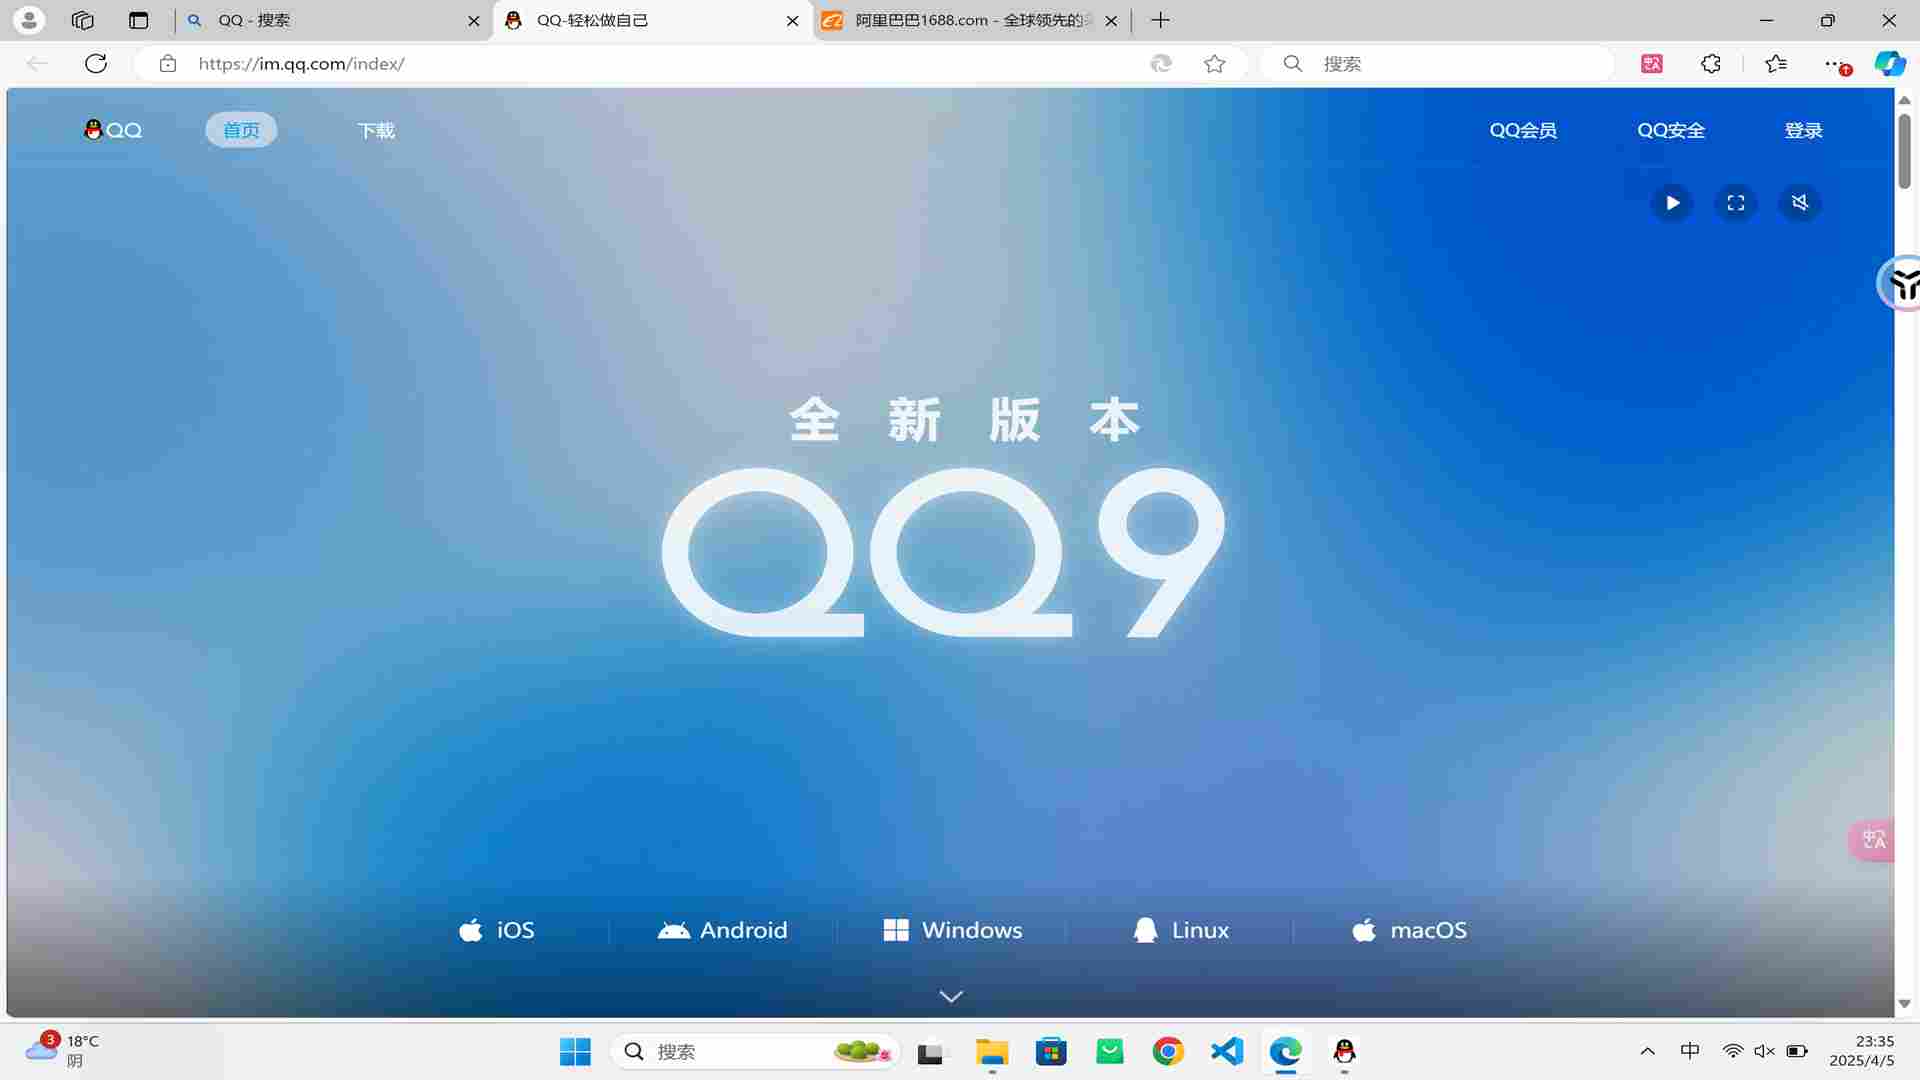 QQ - 搜索
QQ-轻松做自己
阿里巴巴1688.com - 全球领先的
https://im.qq.com/index/
搜索
QQ
首页
下载
QQ会员
QQ安全
登录
全新版本
QQ9
iOS
Android
Windows
Linux
macOS
3
18°C
阴
搜索
中
23:35
2025/4/5